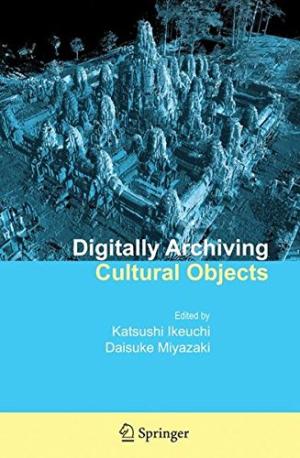 Digitally Archiving
Cultural Objects
Edited by
Katsushi Ikeuchi
Daisuke Miyazaki
Springer